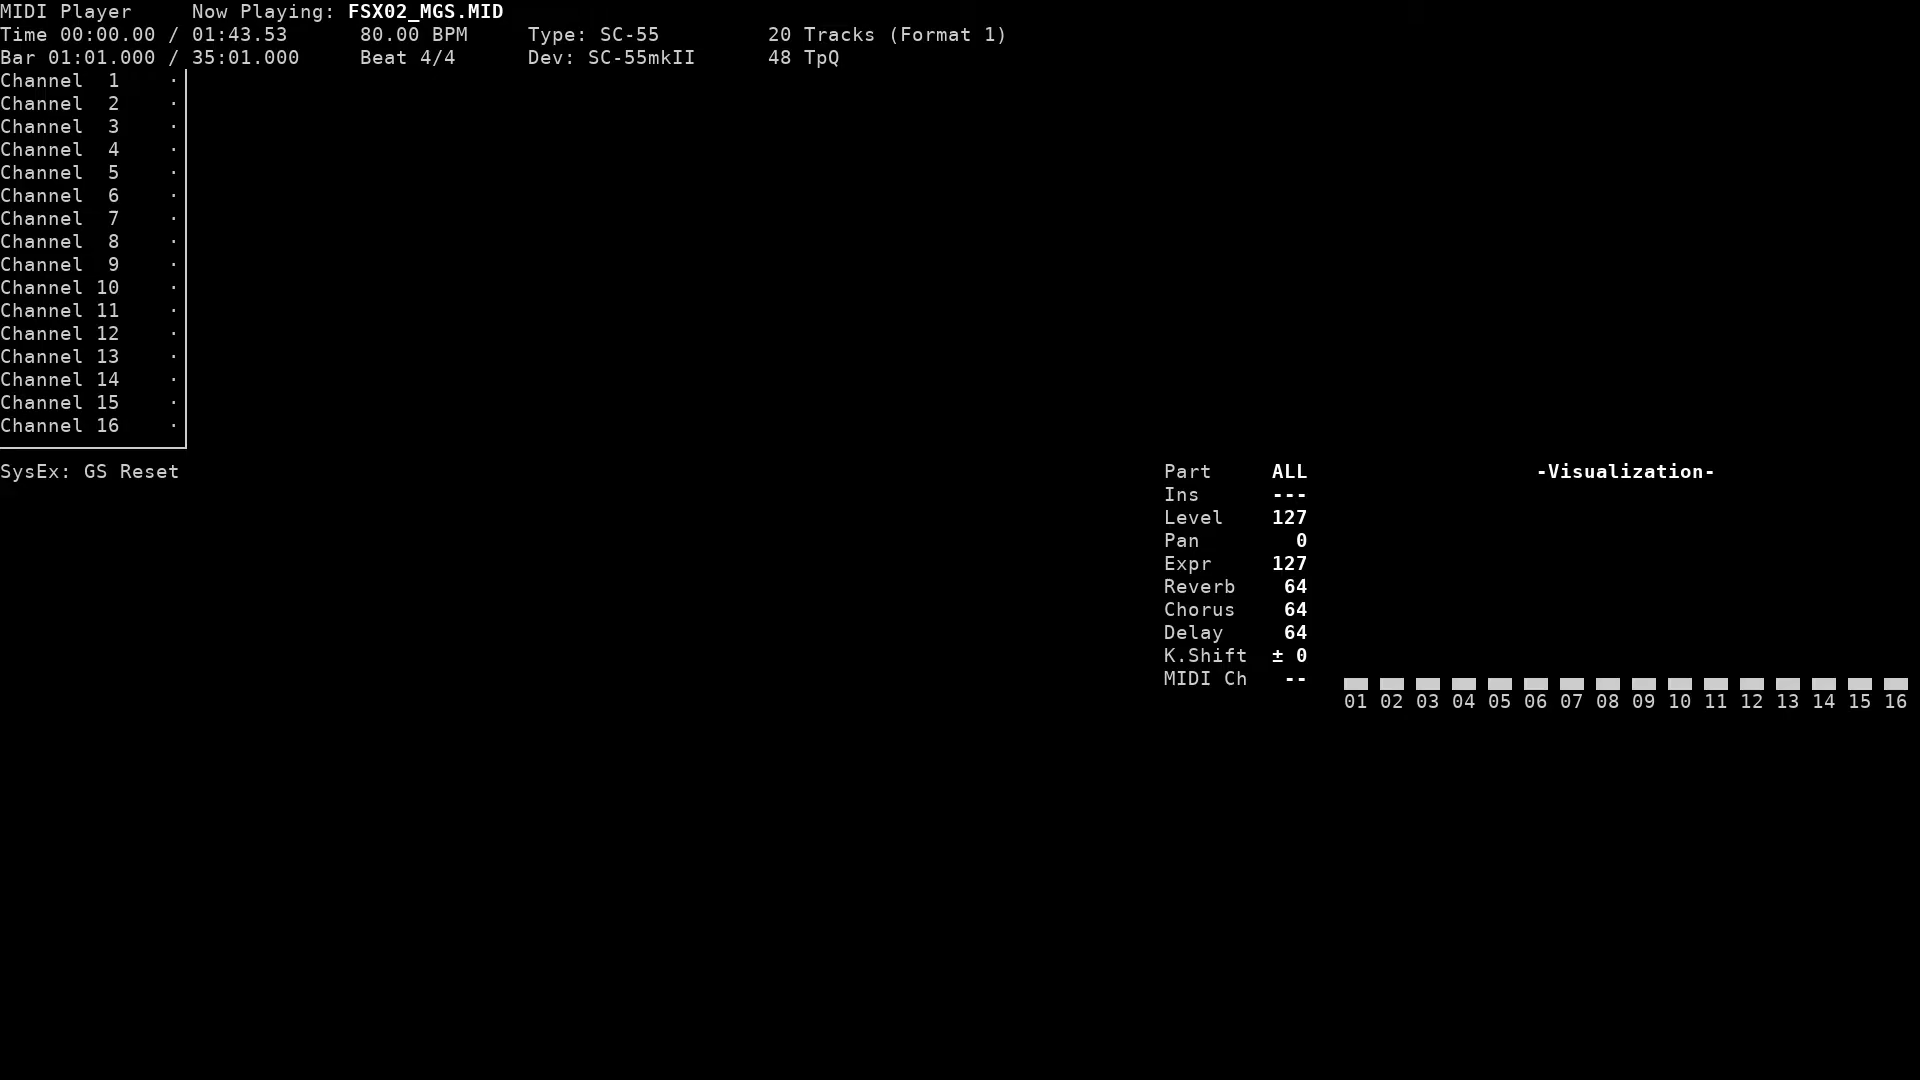 MIDI Player     Now Playing: FSX02_MGS.MID
Time 00:00.00 / 01:43.53      80.00 BPM     Type: SC-55         20 Tracks (Format 1)
Bar 01:01.000 / 35:01.000     Beat 4/4      Dev: SC-55mkII      48 TpQ
Channel  1    ·
Channel  2    ·
Channel  3    ·
Channel  4    ·
Channel  5    ·
Channel  6    ·
Channel  7    ·
Channel  8    ·
Channel  9    ·
Channel 10    ·
Channel 11    ·
Channel 12    ·
Channel 13    ·
Channel 14    ·
Channel 15    ·
Channel 16    ·
SysEx: GS Reset
Part     ALL
Ins      ---
Level    127
Pan        0
Expr     127
Reverb    64
Chorus    64
Delay     64
K.Shift  ± 0
MIDI Ch   --
-Visualization-
01 02 03 04 05 06 07 08 09 10 11 12 13 14 15 16